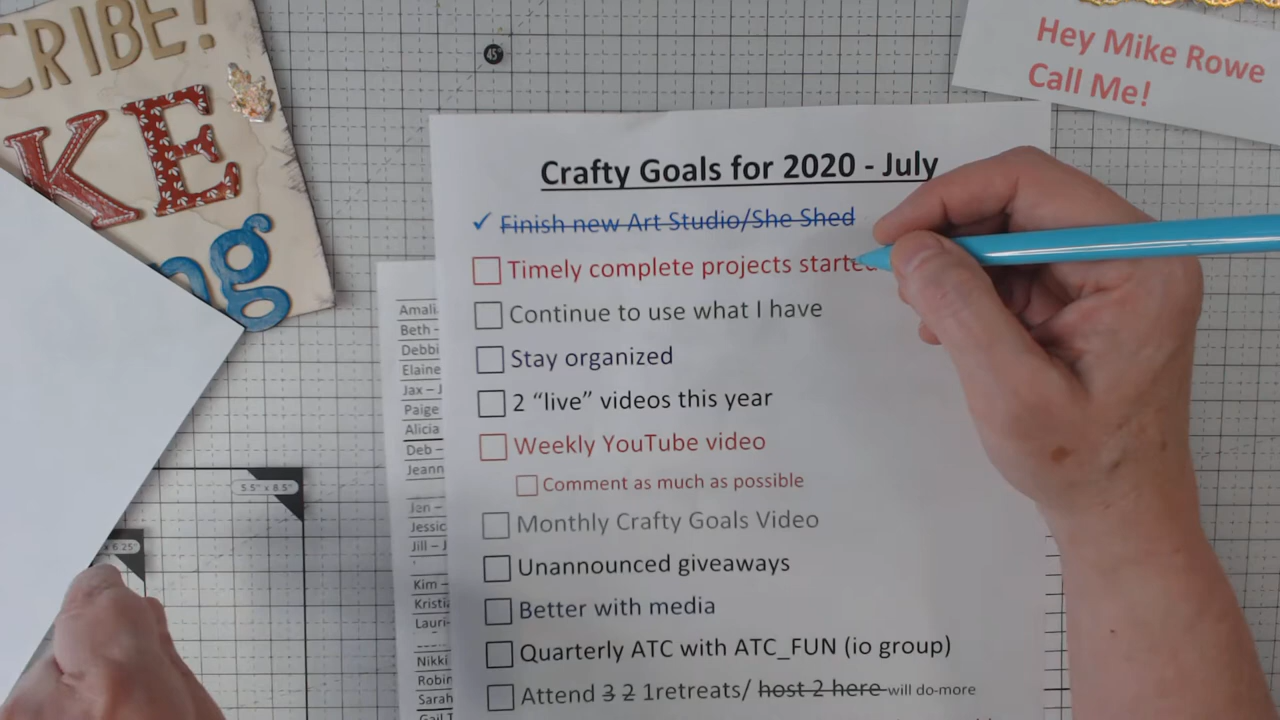 CRIBE!
KE
g
45°
Hey Mike Rowe
Call Me!
Crafty Goals for 2020 - July
✓ Finish new Art Studio/She Shed
Timely complete projects started
Continue to use what I have
Stay organized
2 “live” videos this year
Weekly YouTube video
Comment as much as possible
Monthly Crafty Goals Video
Unannounced giveaways
Better with media
Quarterly ATC with ATC_FUN (io group)
Attend 3 2 1retreats/ host 2 here will do-more
Amali
Beth -
Debbi
Elaine
Jax – J
Paige
Alicia
Deb –
Jeann
Jen –
Jessic
Jill – J
Kim –
Kristi
Lauri-
Nikki
Robin
Sarah
Gail T
5.5" x 8.5"
6.25"